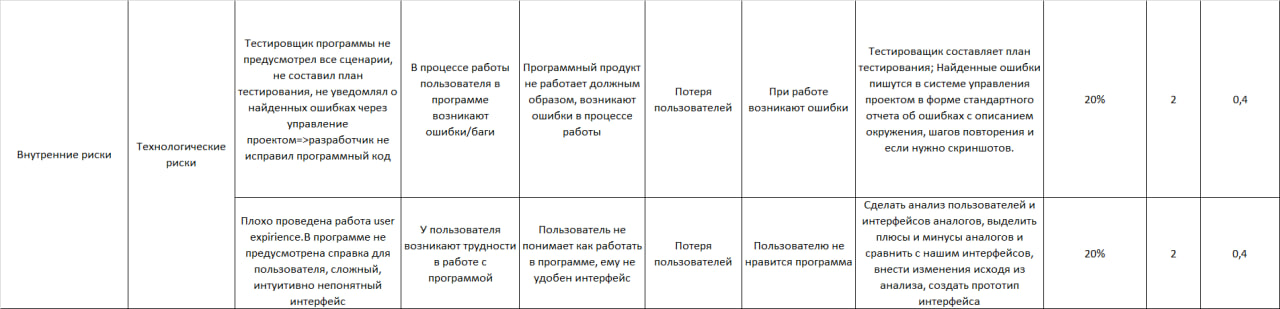 Внутренние риски
Технологические
риски
Тестировщик программы не
предусмотрел все сценарии,
не составил план
тестирования, не уведомлял о
найденных ошибках через
управление
проектом=>разработчик не
исправил программный код
В процессе работы
пользователя в
программе
возникают
ошибки/баги
Программный продукт
не работает должным
образом, возникают
ошибки в процессе
работы
Потеря
пользователей
При работе
возникают ошибки
Тестироващик составляет план
тестирования; Найденные ошибки
пишутся в системе управления
проектом в форме стандартного
отчета об ошибках с описанием
окружения, шагов повторения и
если нужно скриншотов.
20%
2
0,4
Плохо проведена работа user
expirience.В программе не
предусмотрена справка для
пользователя, сложный,
интуитивно непонятный
интерфейс
У пользователя
возникают трудности
в работе с
программой
Пользователь не
понимает как работать
в программе, ему не
удобен интерфейс
Потеря
пользователей
Пользователю не
нравится программа
Сделать анализ пользователей и
интерфейсов аналогов, выделить
плюсы и минусы аналогов и
сравнить с нашим интерфейсов,
внести изменения исходя из
анализа, создать прототип
интерфейса
20%
2
0,4